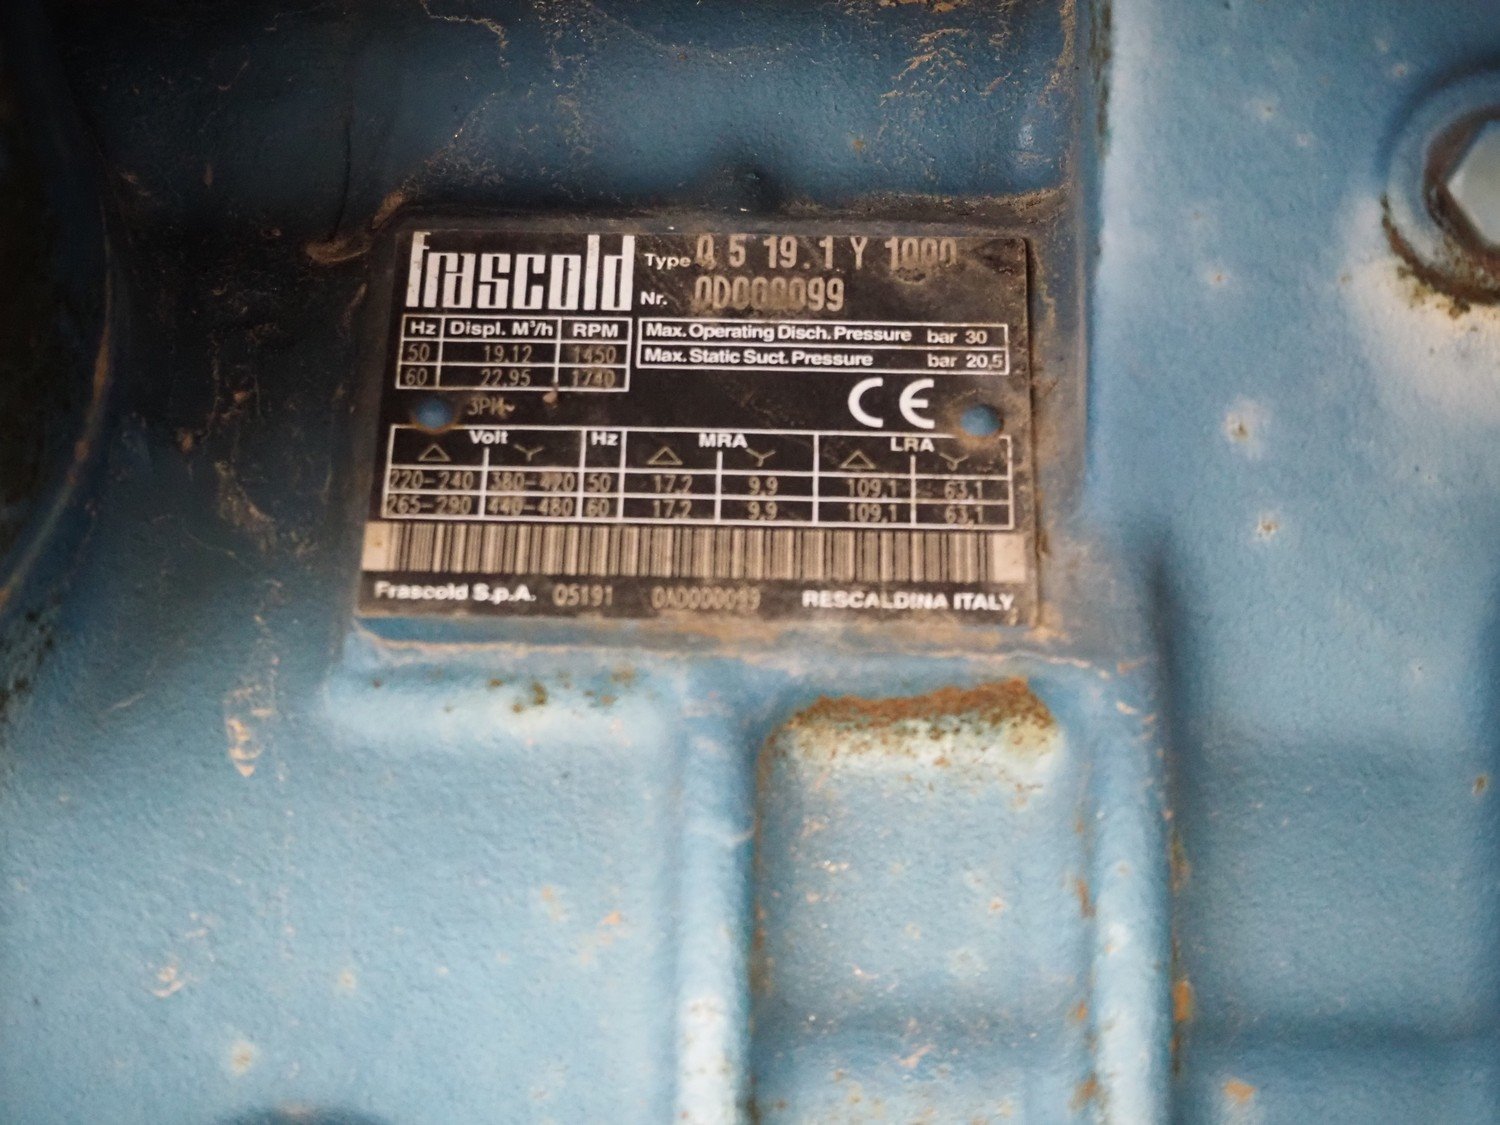 frascold
Type Q 5 19.1 Y 1000
Nr.
Hz Displ. M³/h RPM
50 19,12 1450
60 22,95 1740
Max. Operating Disch. Pressure bar 30
Max. Static Suct. Pressure bar 20,5
3PH~
CE
Volt Hz MRA LRA
220-240 380-420 50 17,2 9,9 109,1 63,1
265-290 440-480 60 17,2 9,9 109,1 63,1
Frascold S.p.A. Q5191 RESCALDINA ITALY